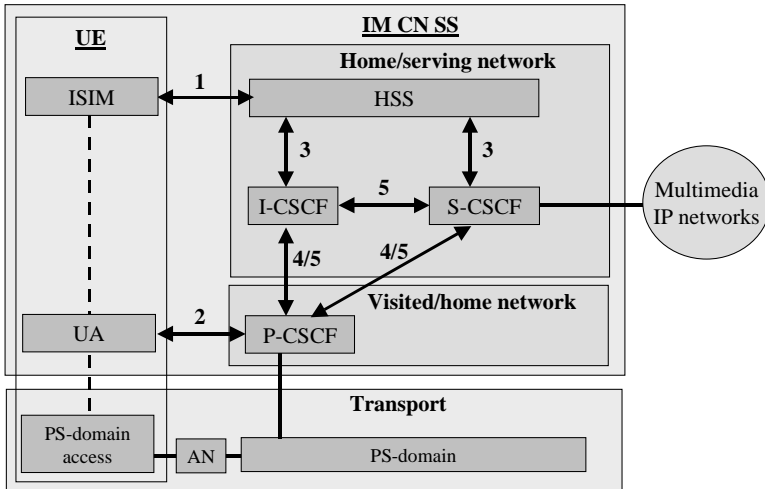 UE
IM CN SS
Home/serving network
ISIM
1
HSS
3
3
I-CSCF
5
S-CSCF
Multimedia
IP networks
4/5
4/5
Visited/home network
UA
2
P-CSCF
Transport
PS-domain
access
AN
PS-domain